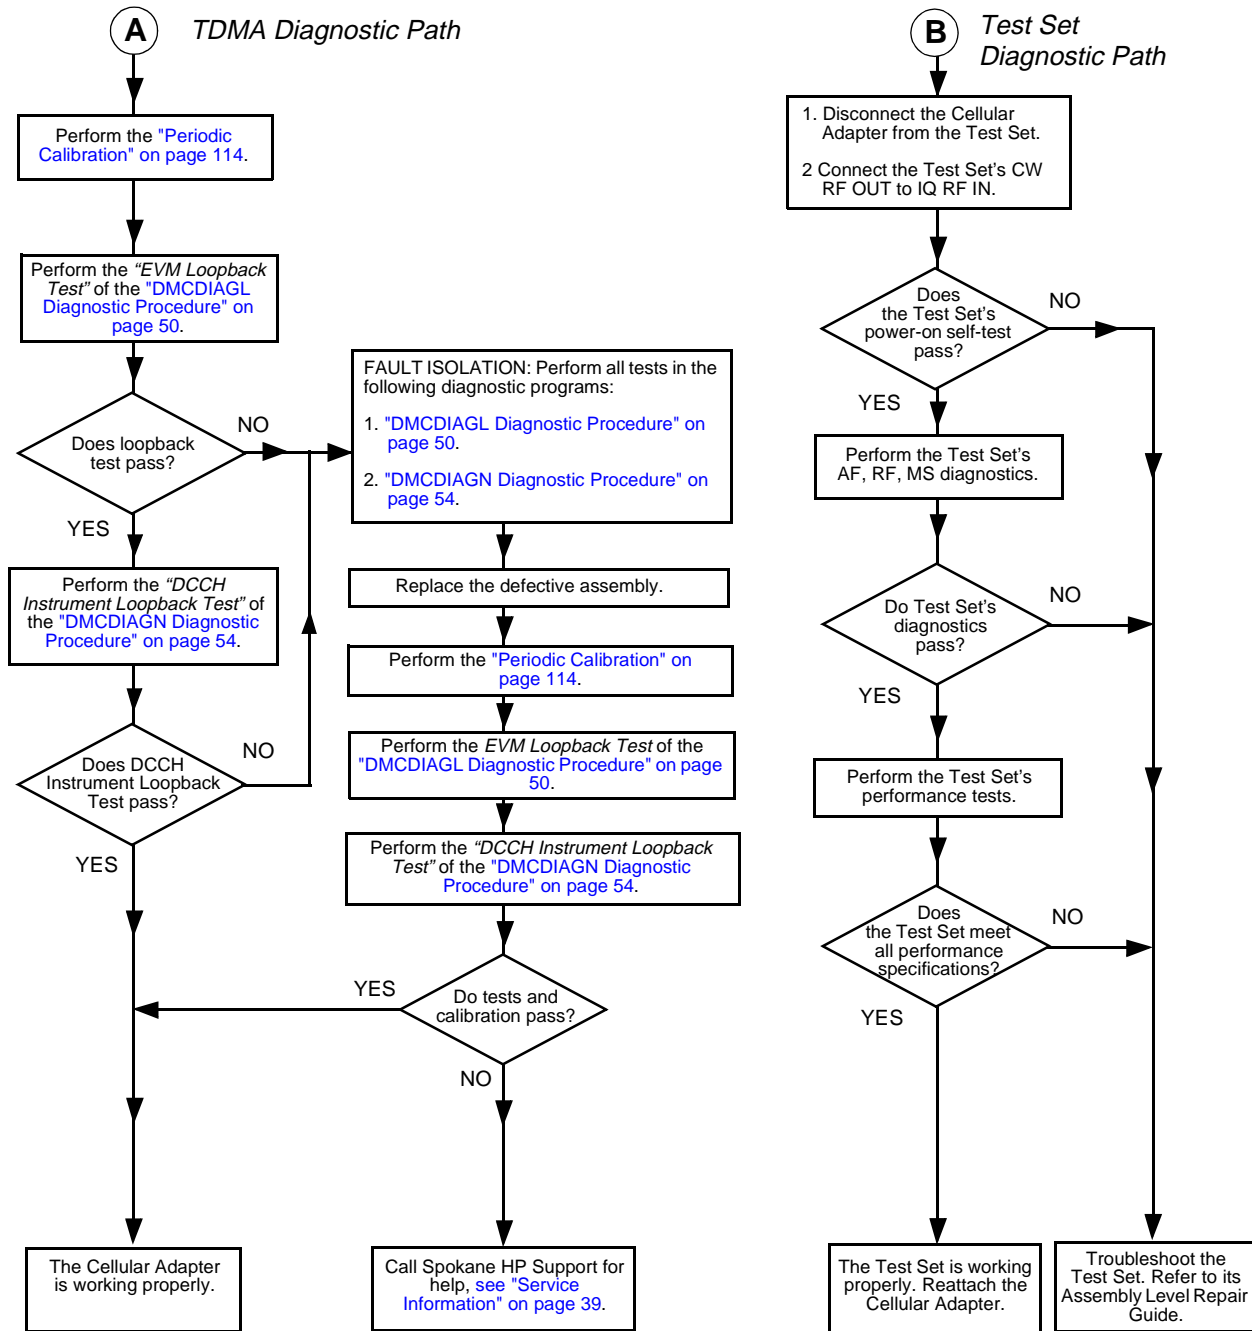 A
TDMA Diagnostic Path
Perform the "Periodic
Calibration" on page 114.
Perform the “EVM Loopback
Test” of the "DMCDIAGL
Diagnostic Procedure" on
page 50.
Does loopback
test pass?
NO
YES
Perform the “DCCH
Instrument Loopback Test” of
the "DMCDIAGN Diagnostic
Procedure" on page 54.
Does DCCH
Instrument Loopback
Test pass?
NO
YES
The Cellular Adapter
is working properly.
FAULT ISOLATION: Perform all tests in the
following diagnostic programs:
1. "DMCDIAGL Diagnostic Procedure" on
page 50.
2. "DMCDIAGN Diagnostic Procedure" on
page 54.
Replace the defective assembly.
Perform the "Periodic Calibration" on
page 114.
Perform the EVM Loopback Test of the
"DMCDIAGL Diagnostic Procedure" on page
50.
Perform the “DCCH Instrument Loopback
Test” of the "DMCDIAGN Diagnostic
Procedure" on page 54.
Do tests and
calibration pass?
YES
NO
Call Spokane HP Support for
help, see "Service
Information" on page 39.
B
Test Set
Diagnostic Path
1. Disconnect the Cellular
Adapter from the Test Set.
2 Connect the Test Set's CW
RF OUT to IQ RF IN.
Does
the Test Set's
power-on self-test
pass?
NO
YES
Perform the Test Set's
AF, RF, MS diagnostics.
Do Test Set's
diagnostics
pass?
NO
YES
Perform the Test Set's
performance tests.
Does
the Test Set meet
all performance
specifications?
NO
YES
The Test Set is working
properly. Reattach the
Cellular Adapter.
Troubleshoot the
Test Set. Refer to its
Assembly Level Repair
Guide.